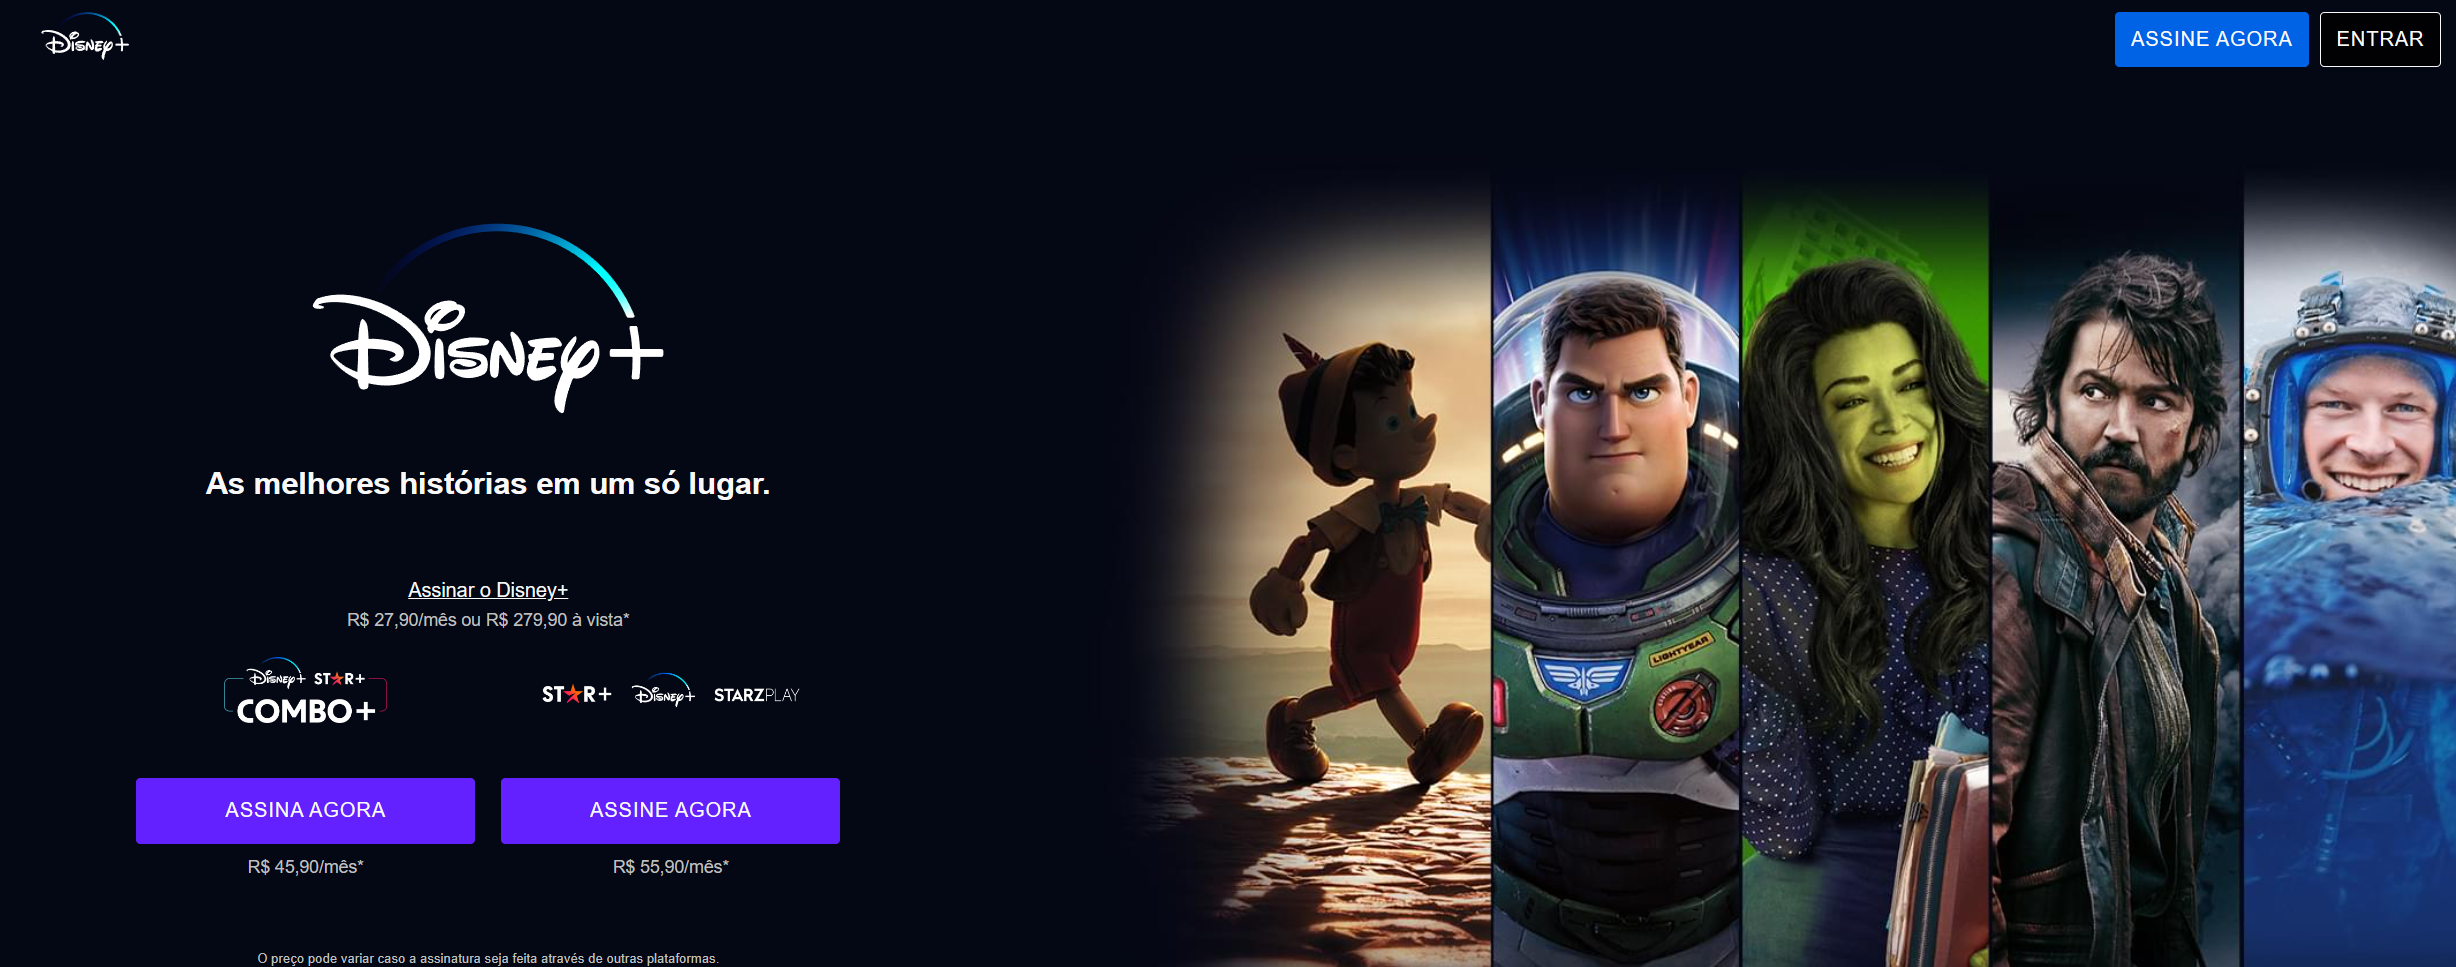 Disney+
ASSINE AGORA
ENTRAR
Disney+
As melhores histórias em um só lugar.
Assinar o Disney+
R$ 27,90/mês ou R$ 279,90 à vista*
Disney+ STAR+
COMBO+
STAR+ Disney+ STARZPLAY
ASSINA AGORA
ASSINE AGORA
R$ 45,90/mês*
R$ 55,90/mês*
LIGHTYEAR
O preço pode variar caso a assinatura seja feita através de outras plataformas.